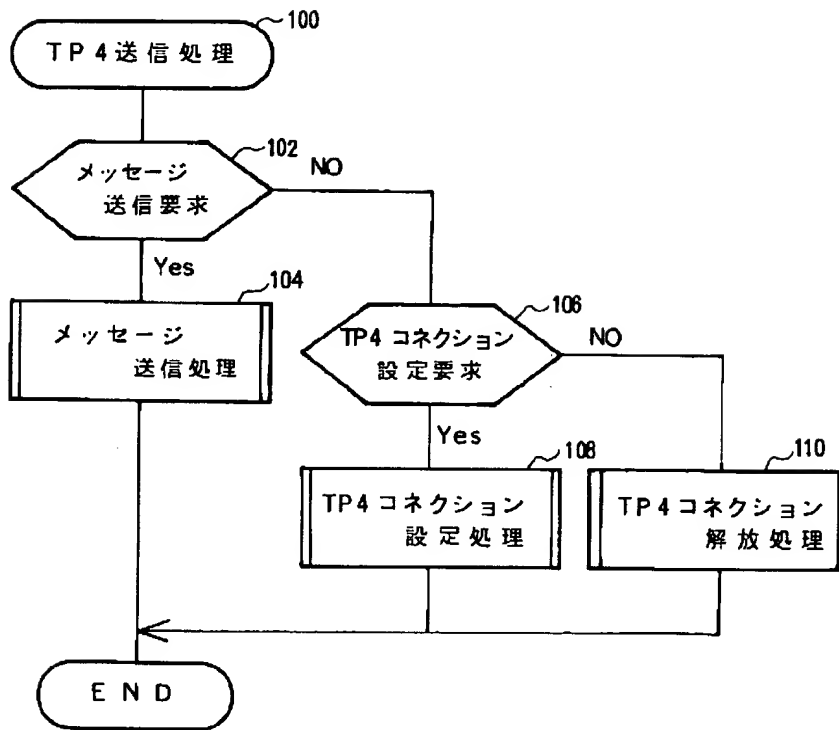 100
TP4送信処理
102
メッセージ
送信要求
NO
Yes
104
メッセージ
送信処理
106
TP4コネクション
設定要求
NO
Yes
108
TP4コネクション
設定処理
110
TP4コネクション
解放処理
END